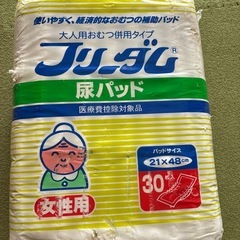 使いやすく、経済的なおむつの補助パッド
大人用おむつ併用タイプ
フリーダム®
尿パッド
医療費控除対象品
パッドサイズ
21×48cm
30枚入
女性用